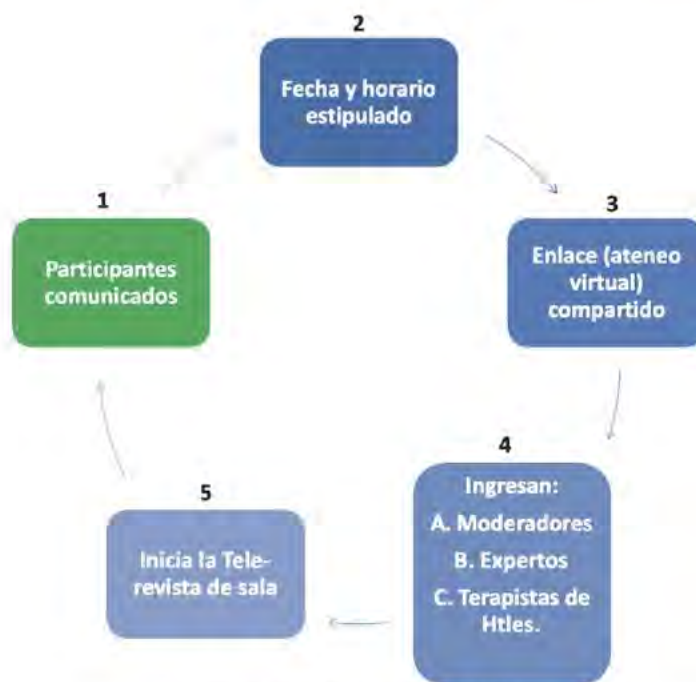 1
Participantes
comunicados
2
Fecha y horario
estipulado
3
Enlace (ateneo
virtual)
compartido
4
Ingresan:
A. Moderadores
B. Expertos
C. Terapistas de
Htles.
5
Inicia la Tele-
revista de sala